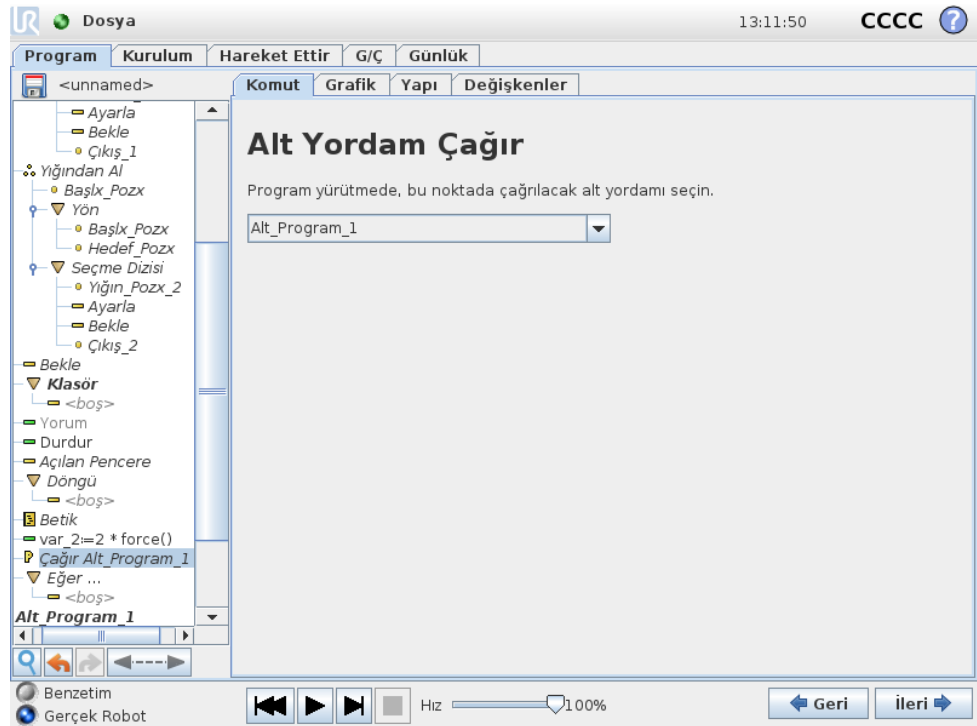 UR Dosya 13:11:50 CCCC ?
Program Kurulum Hareket Ettir G/Ç Günlük
<unnamed>
Komut Grafik Yapı Değişkenler
Ayarla
Bekle
Çıkış_1
Yığından Al
Başlx_Pozx
Yön
Başlx_Pozx
Hedef_Pozx
Seçme Dizisi
Yığın_Pozx_2
Ayarla
Bekle
Çıkış_2
Bekle
Klasör
<boş>
Yorum
Durdur
Açılan Pencere
Döngü
<boş>
Betik
var_2:=2 * force()
Çağır Alt_Program_1
Eğer ...
<boş>
Alt_Program_1
Alt Yordam Çağır
Program yürütmede, bu noktada çağrılacak alt yordamı seçin.
Alt_Program_1
Benzetim
Gerçek Robot
Hız 100%
Geri İleri